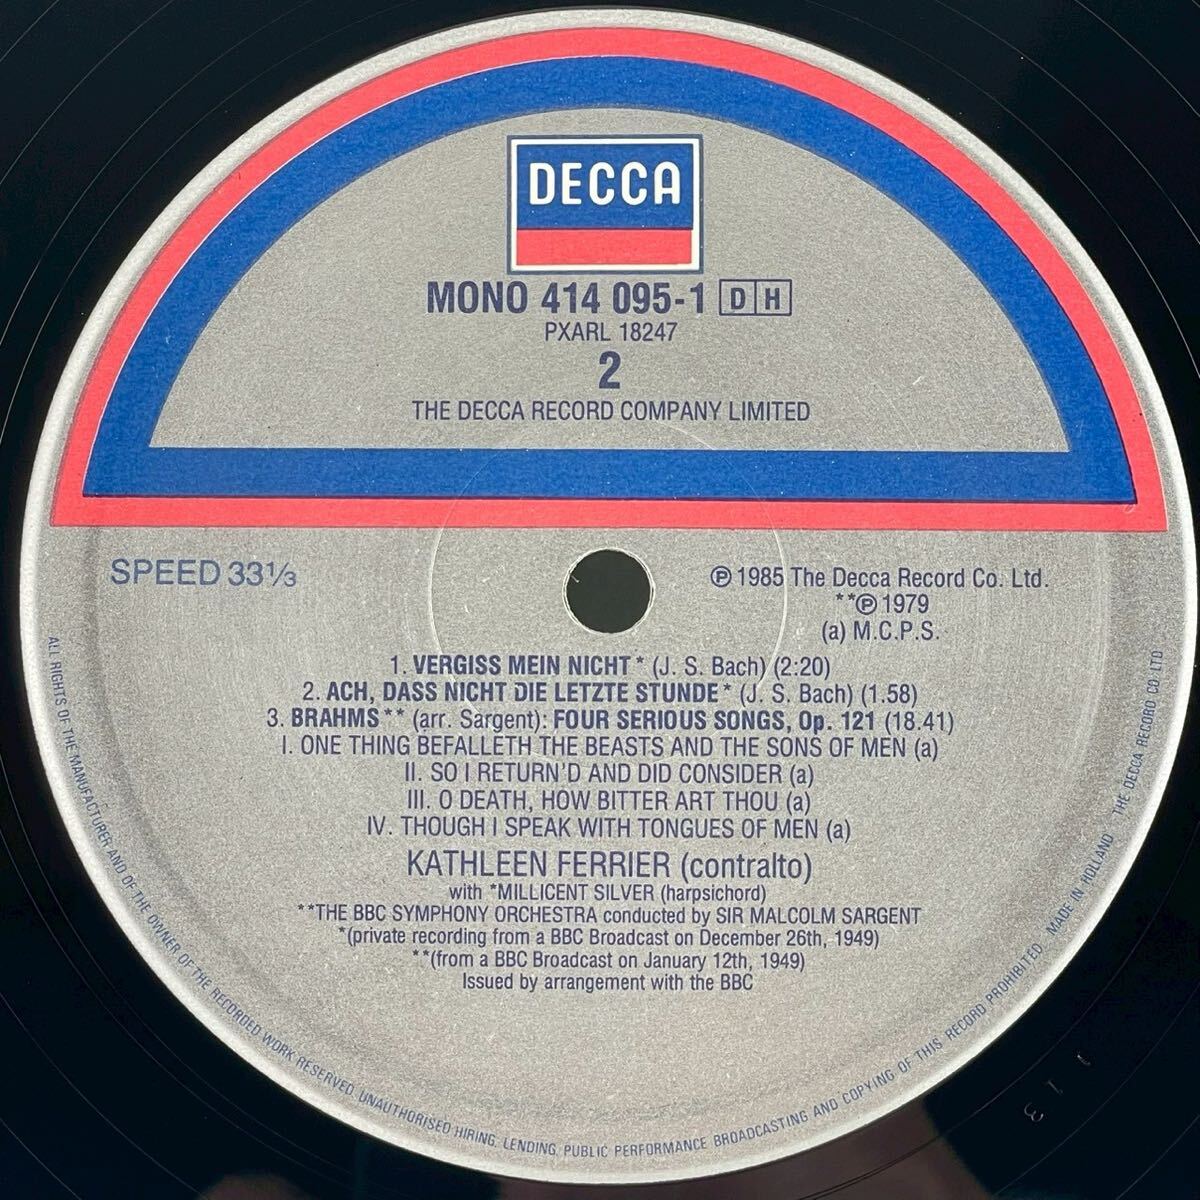 DECCA
MONO 414 095-1 D H
PXARL 18247
2
THE DECCA RECORD COMPANY LIMITED
SPEED 33⅓
℗ 1985 The Decca Record Co. Ltd.
**℗ 1979
(a) M.C.P.S.
1. VERGISS MEIN NICHT* (J. S. Bach) (2:20)
2. ACH, DASS NICHT DIE LETZTE STUNDE* (J. S. Bach) (1.58)
3. BRAHMS** (arr. Sargent): FOUR SERIOUS SONGS, Op. 121 (18.41)
I. ONE THING BEFALLETH THE BEASTS AND THE SONS OF MEN (a)
II. SO I RETURN'D AND DID CONSIDER (a)
III. O DEATH, HOW BITTER ART THOU (a)
IV. THOUGH I SPEAK WITH TONGUES OF MEN (a)
KATHLEEN FERRIER (contralto)
with *MILLICENT SILVER (harpsichord)
**THE BBC SYMPHONY ORCHESTRA conducted by SIR MALCOLM SARGENT
*(private recording from a BBC Broadcast on December 26th, 1949)
**(from a BBC Broadcast on January 12th, 1949)
Issued by arrangement with the BBC
ALL RIGHTS OF THE MANUFACTURER AND OF THE OWNER OF THE RECORDED WORK RESERVED. UNAUTHORISED HIRING, LENDING, PUBLIC PERFORMANCE BROADCASTING AND COPYING OF THIS RECORD PROHIBITED. MADE IN HOLLAND THE DECCA RECORD CO LTD
1 1 3